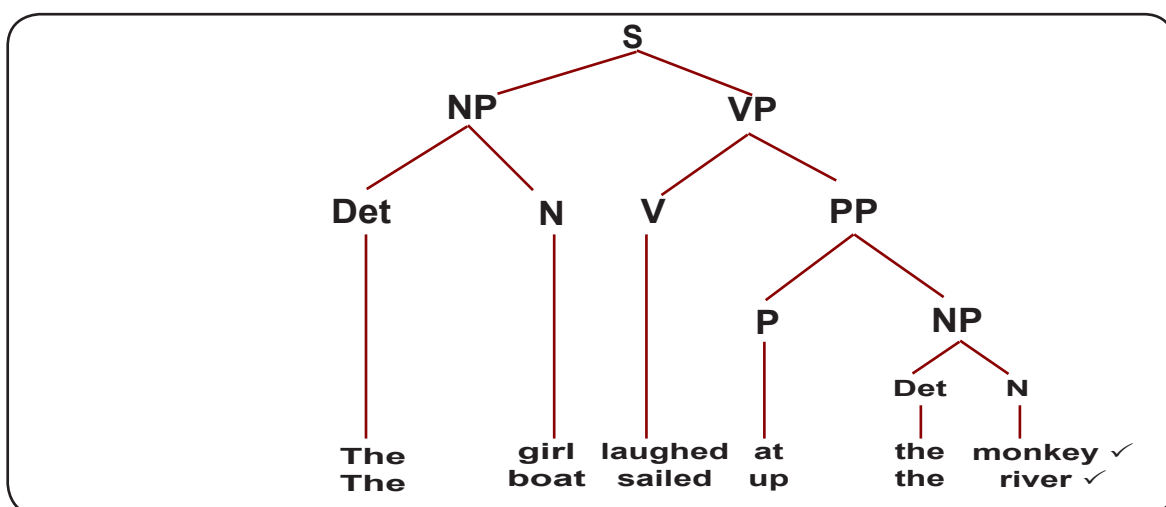 S
NP VP
Det N V PP
P NP
Det N
The girl laughed at the monkey ✓
The boat sailed up the river ✓